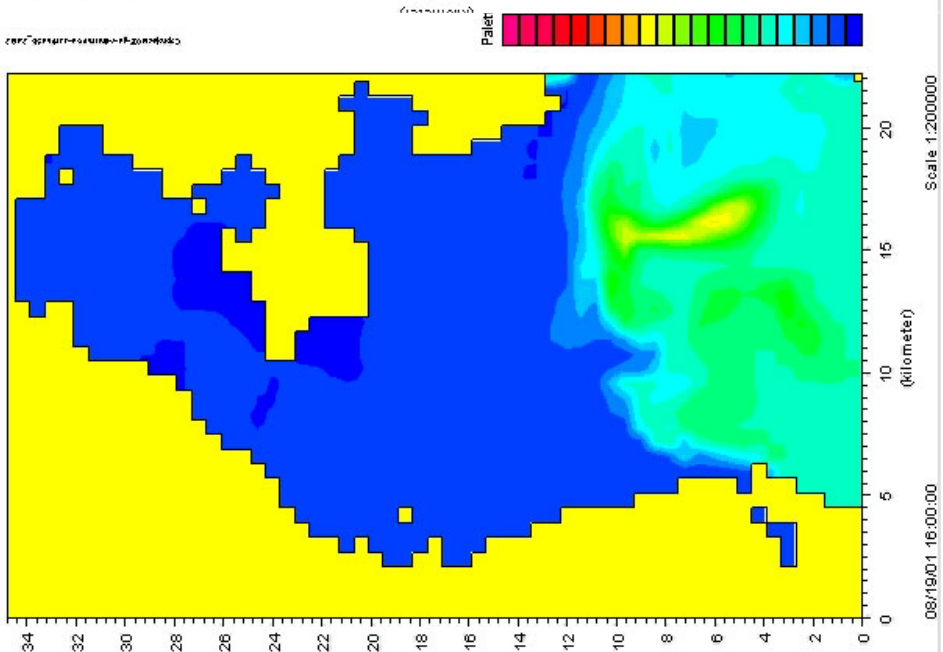 Palet
34 32 30 28 26 24 22 20 18 16 14 12 10 8 6 4 2 0
0 5 10 15 20
(kilometer)
08/19/01 16:00:00
Scale 1:200000